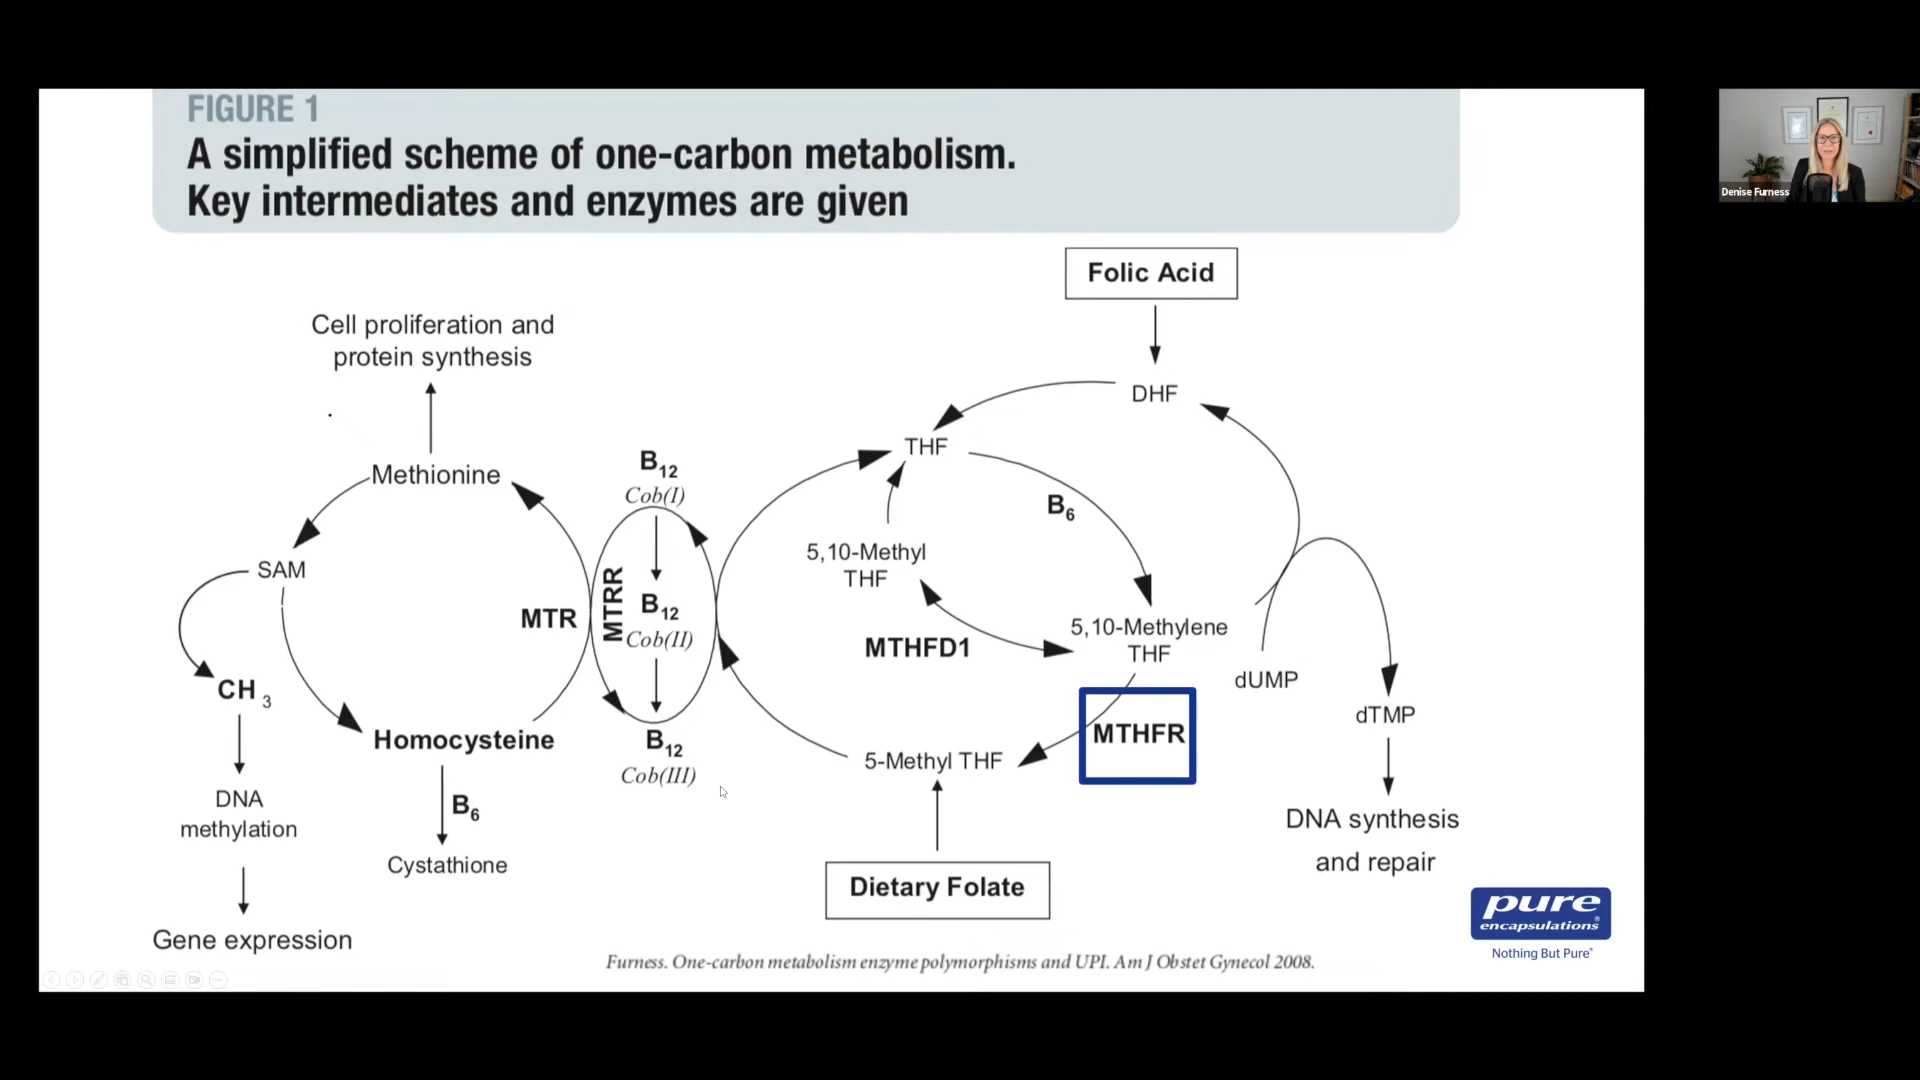 FIGURE 1
A simplified scheme of one-carbon metabolism.
Key intermediates and enzymes are given
Denise Furness
Folic Acid
Cell proliferation and
protein synthesis
DHF
THF
B12
Cob(I)
Methionine
B6
5,10-Methyl
THF
SAM
MTR
MTRR
B12
Cob(II)
MTHFD1
5,10-Methylene
THF
dUMP
CH 3
dTMP
Homocysteine
B12
Cob(III)
5-Methyl THF
MTHFR
DNA
methylation
B6
DNA synthesis
and repair
Cystathione
Dietary Folate
Gene expression
pure
encapsulations®
Nothing But Pure®
Furness. One-carbon metabolism enzyme polymorphisms and UPI. Am J Obstet Gynecol 2008.